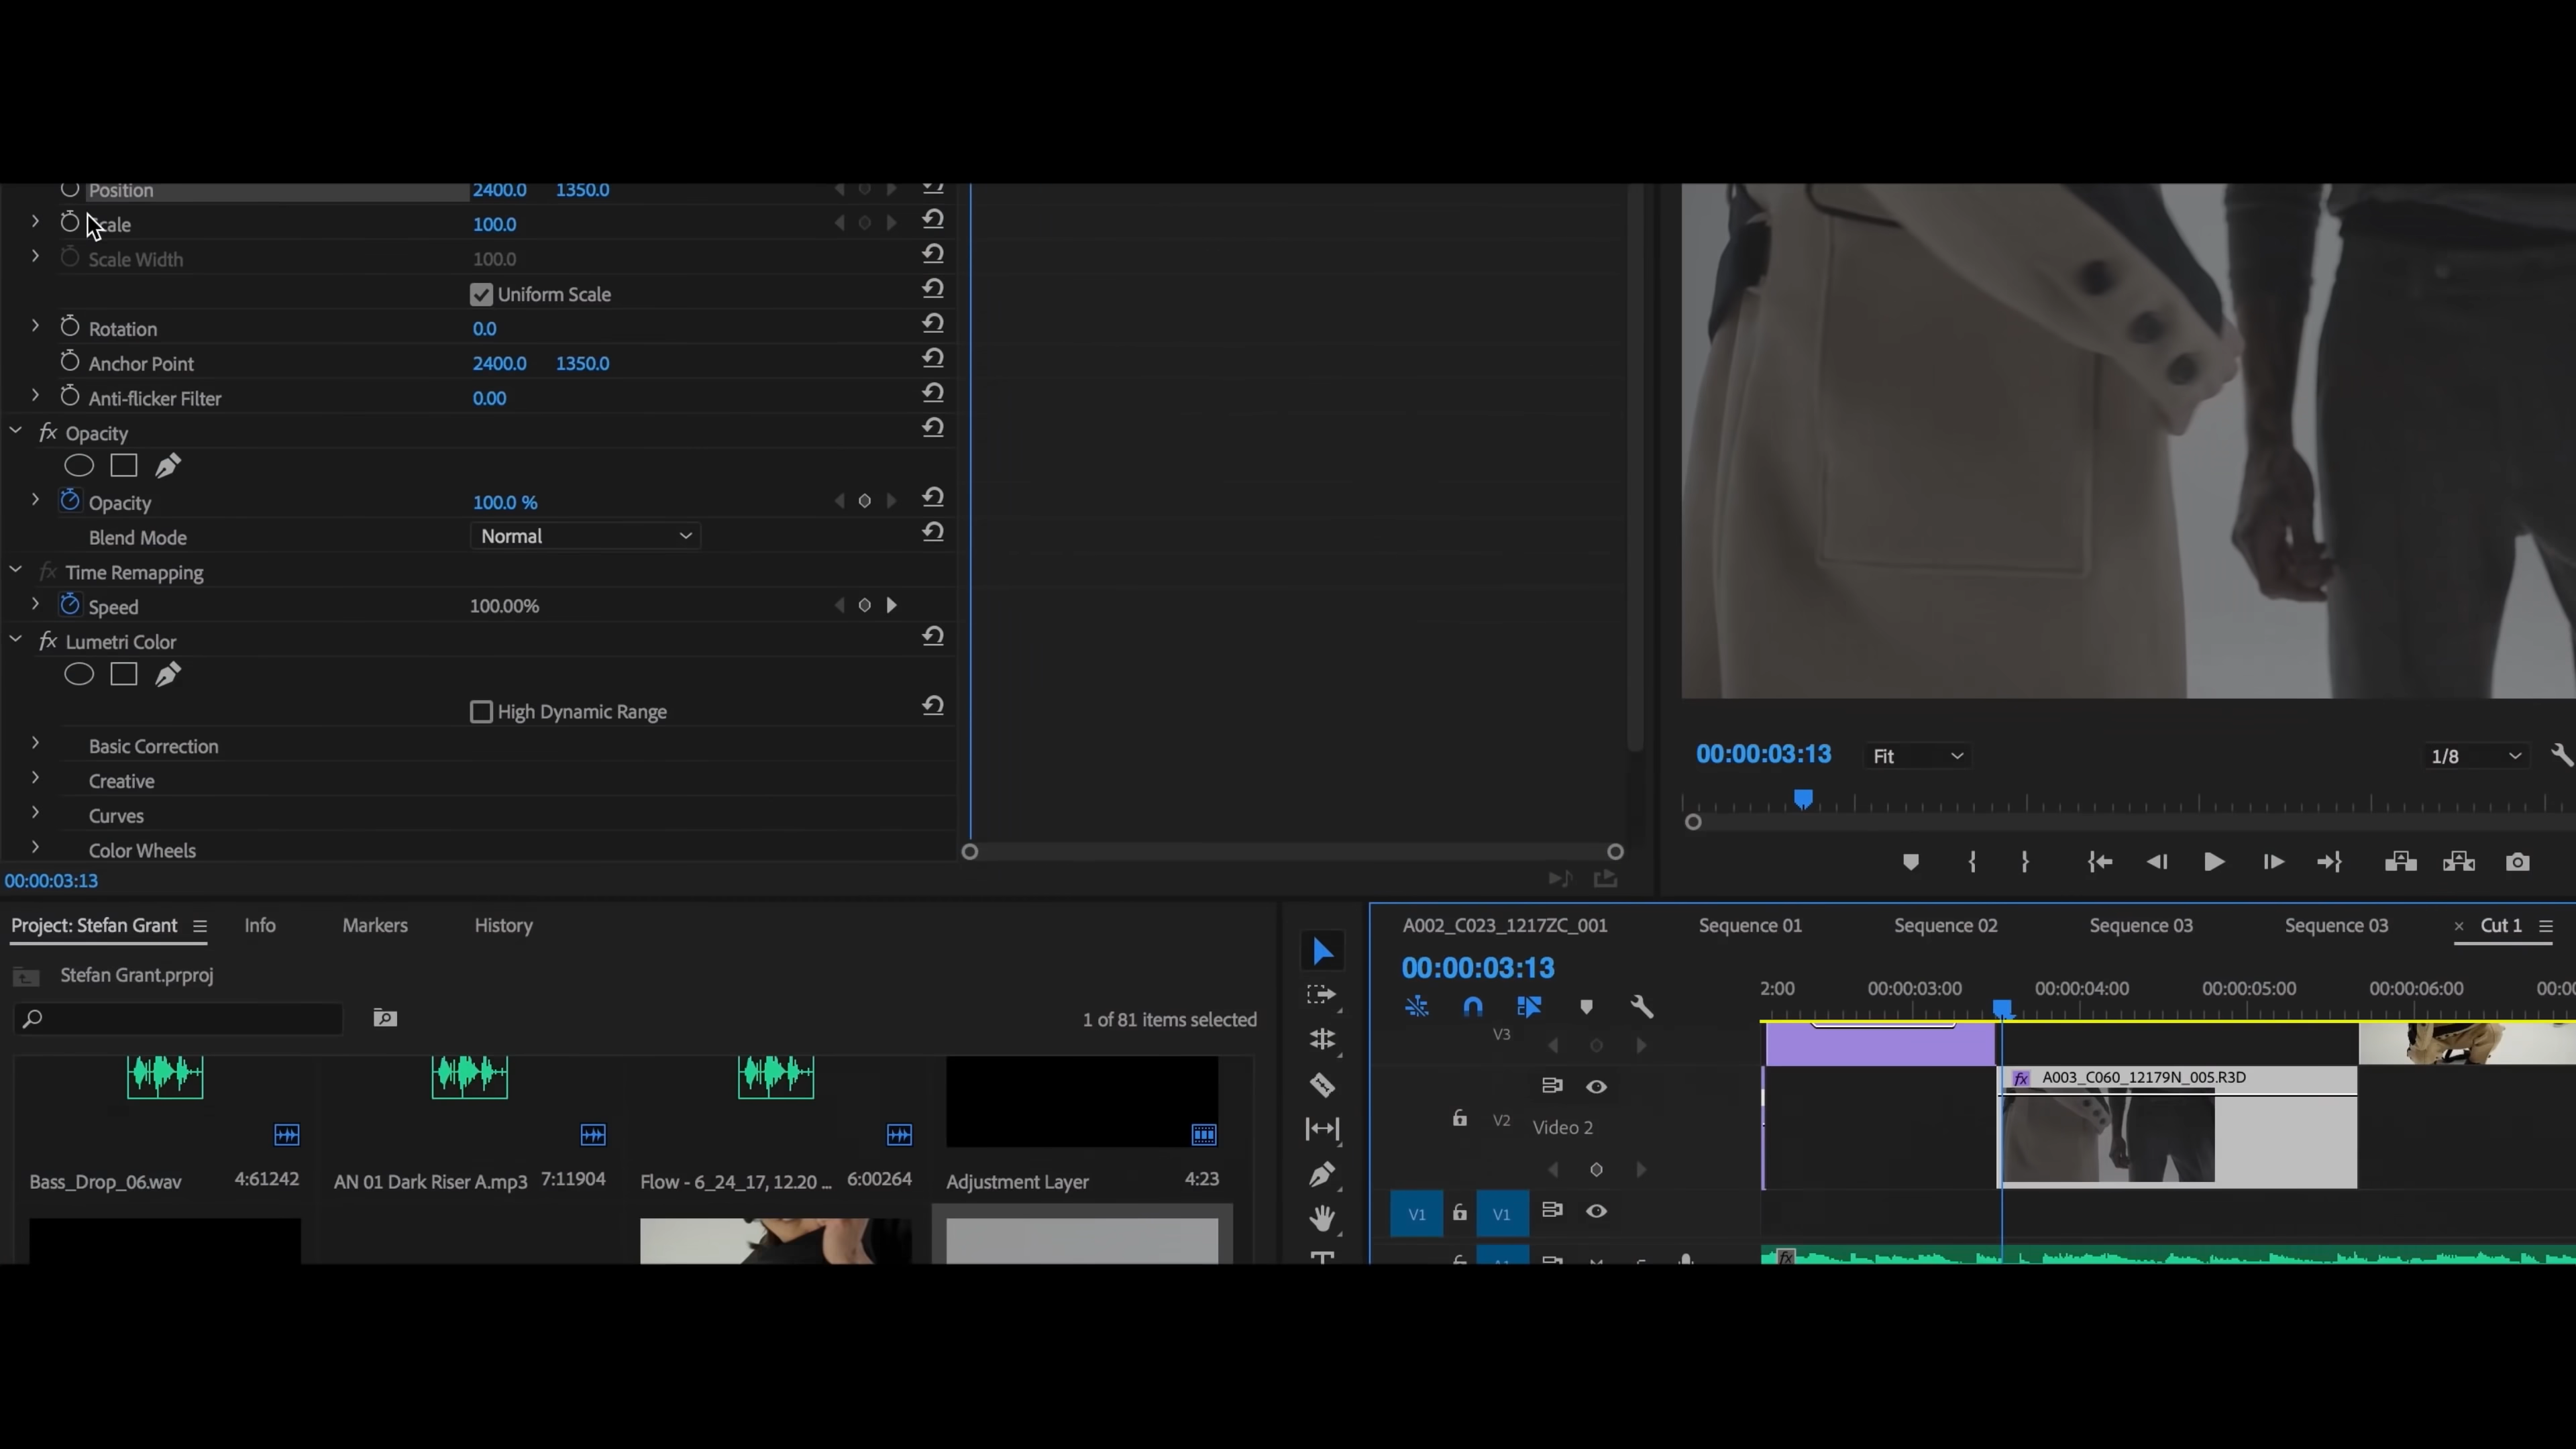 Position 2400.0 1350.0
Scale 100.0
Scale Width 100.0
Uniform Scale
Rotation 0.0
Anchor Point 2400.0 1350.0
Anti-flicker Filter 0.00
fx Opacity
Opacity 100.0 %
Blend Mode Normal
fx Time Remapping
Speed 100.00%
fx Lumetri Color
High Dynamic Range
Basic Correction
Creative
Curves
Color Wheels
00:00:03:13
00:00:03:13 Fit 1/8
Project: Stefan Grant Info Markers History
Stefan Grant.prproj
1 of 81 items selected
Bass_Drop_06.wav 4:61242
AN 01 Dark Riser A.mp3 7:11904
Flow - 6_24_17, 12.20 ... 6:00264
Adjustment Layer 4:23
A002_C023_1217ZC_001 Sequence 01 Sequence 02 Sequence 03 Sequence 03 × Cut 1
00:00:03:13
2:00 00:00:03:00 00:00:04:00 00:00:05:00 00:00:06:00 00:00
V3
fx A003_C060_12179N_005.R3D
V2 Video 2
V1 V1
fx